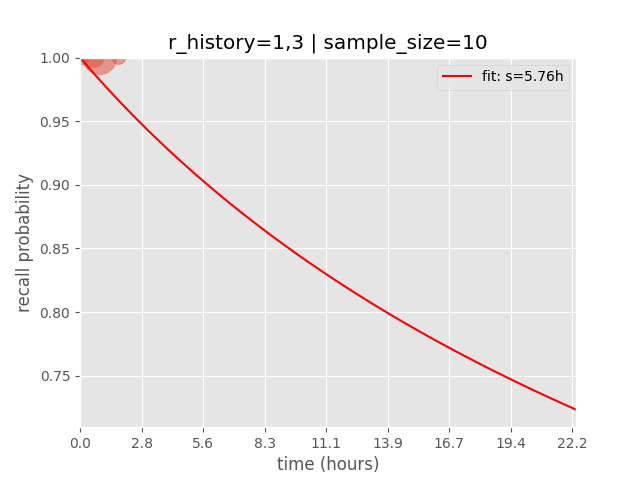 r_history=1,3 | sample_size=10
fit: s=5.76h
recall probability
1.00
0.95
0.90
0.85
0.80
0.75
0.0 2.8 5.6 8.3 11.1 13.9 16.7 19.4 22.2
time (hours)